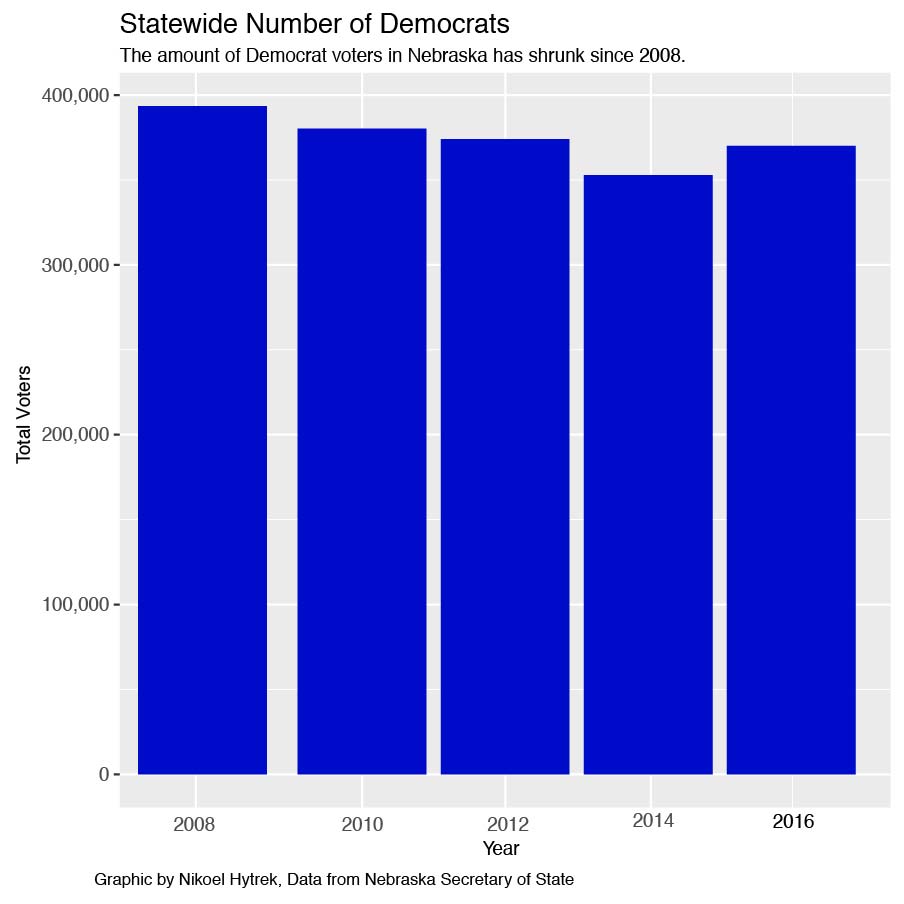 Statewide Number of Democrats
The amount of Democrat voters in Nebraska has shrunk since 2008.
400,000
300,000
200,000
100,000
0
Total Voters
2008 2010 2012 2014 2016
Year
Graphic by Nikoel Hytrek, Data from Nebraska Secretary of State